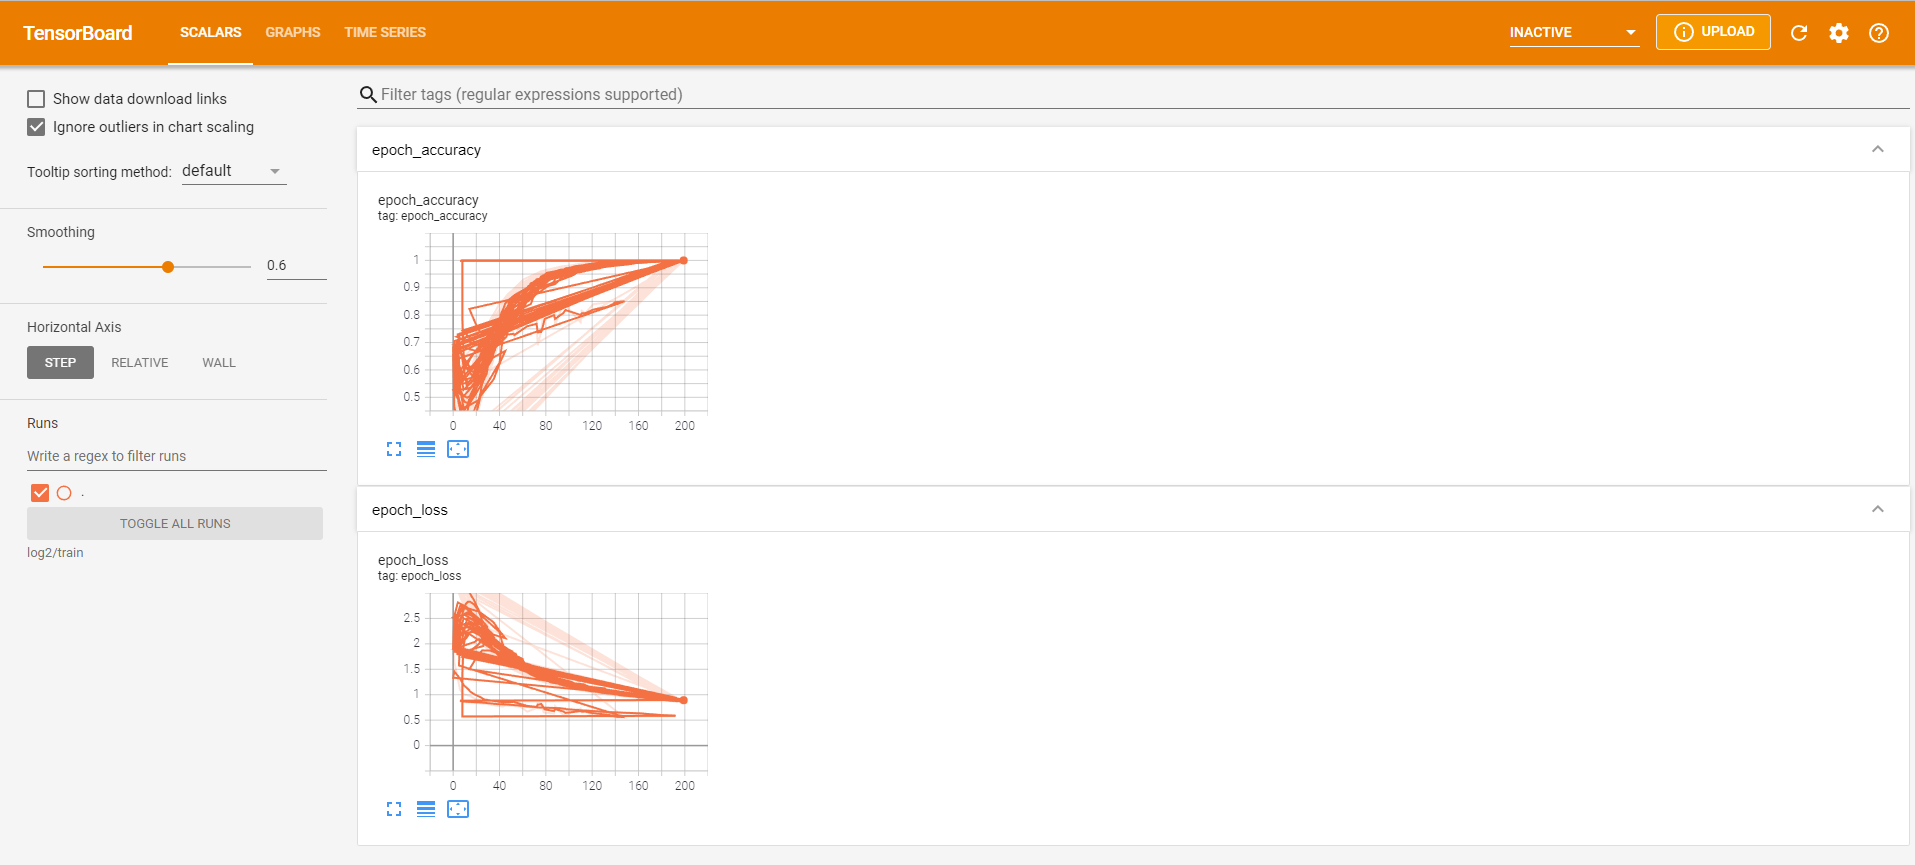 TensorBoard SCALARS GRAPHS TIME SERIES INACTIVE UPLOAD
Show data download links
Ignore outliers in chart scaling
Tooltip sorting method: default
Smoothing
0.6
Horizontal Axis
STEP RELATIVE WALL
Runs
Write a regex to filter runs
.
TOGGLE ALL RUNS
log2/train
Filter tags (regular expressions supported)
epoch_accuracy
epoch_accuracy
tag: epoch_accuracy
1
0.9
0.8
0.7
0.6
0.5
0 40 80 120 160 200
epoch_loss
epoch_loss
tag: epoch_loss
2.5
2
1.5
1
0.5
0
0 40 80 120 160 200